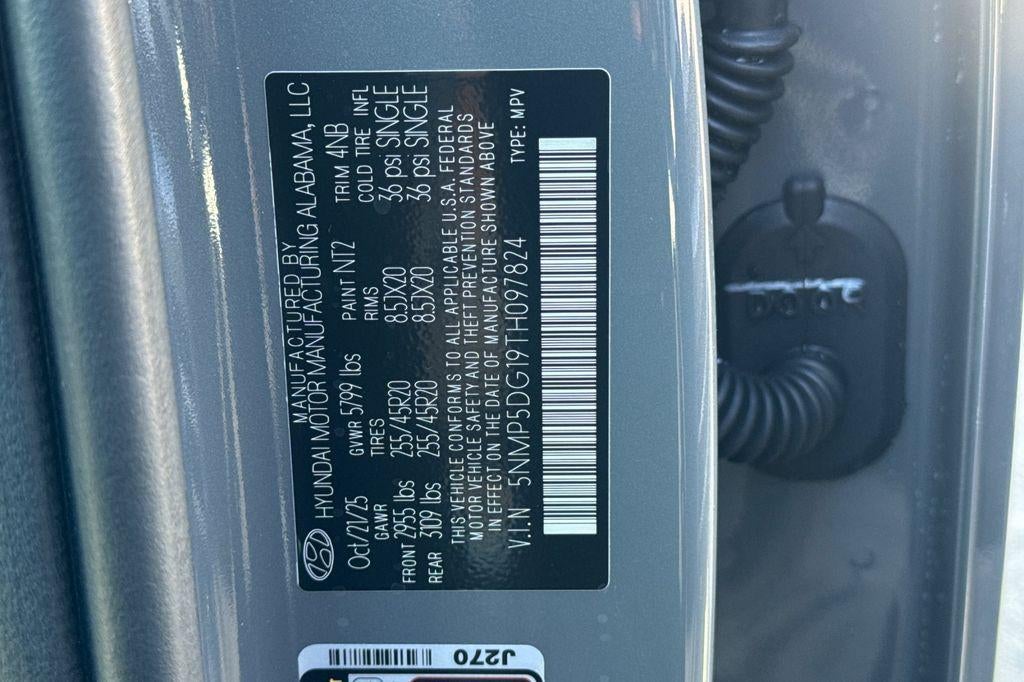 MANUFACTURED BY
HYUNDAI MOTOR MANUFACTURING ALABAMA, LLC
Oct/21/25 GVWR 5799 lbs PAINT NT2 TRIM 4NB
GAWR TIRES RIMS COLD TIRE INFL
FRONT 2955 lbs 255/45R20 8.5JX20 36 psi SINGLE
REAR 3109 lbs 255/45R20 8.5JX20 36 psi SINGLE
THIS VEHICLE CONFORMS TO ALL APPLICABLE U.S.A. FEDERAL
MOTOR VEHICLE SAFETY AND THEFT PREVENTION STANDARDS
IN EFFECT ON THE DATE OF MANUFACTURE SHOWN ABOVE
V.I.N 5NMP5DG19TH097824 TYPE: MPV
J270